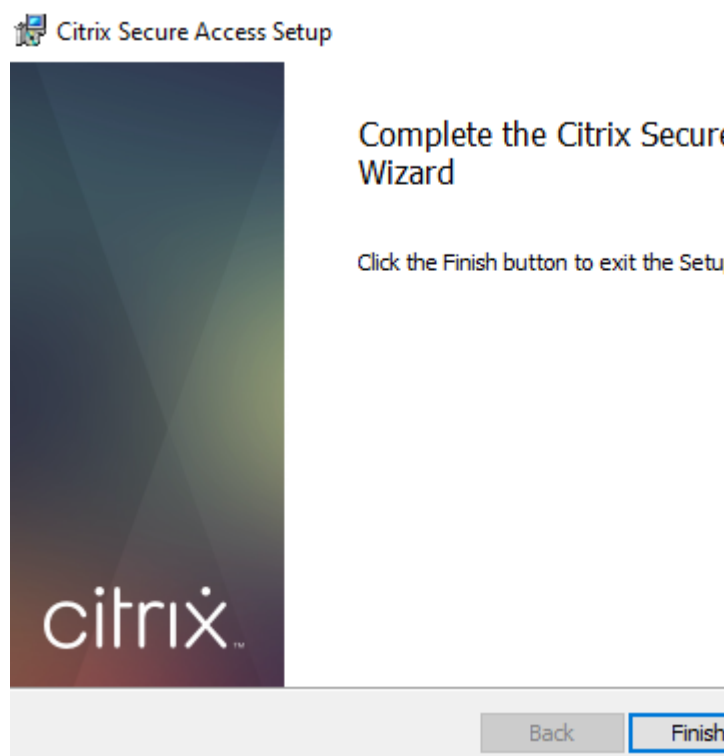 Citrix Secure Access Setup
Complete the Citrix Secure
Wizard
Click the Finish button to exit the Setu
citrix™
Back
Finish